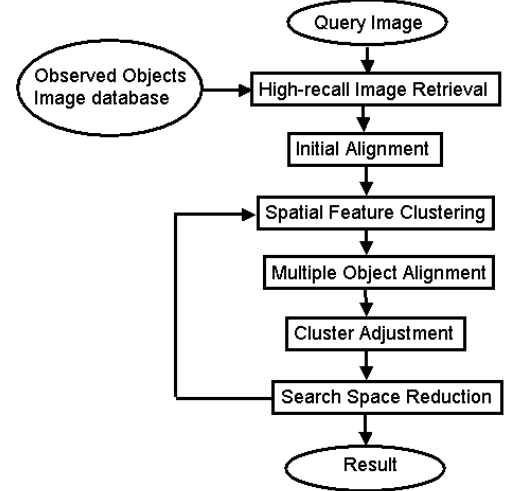 Query Image
Observed Objects
Image database
High-recall Image Retrieval
Initial Alignment
Spatial Feature Clustering
Multiple Object Alignment
Cluster Adjustment
Search Space Reduction
Result